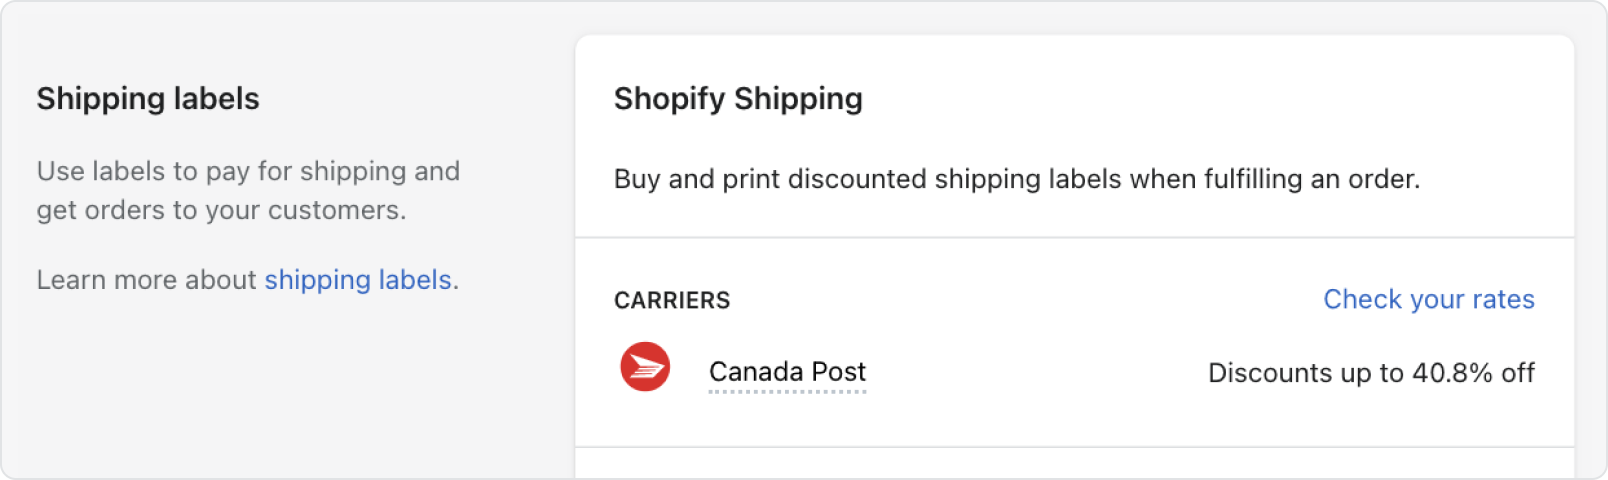 Shipping labels
Use labels to pay for shipping and
get orders to your customers.
Learn more about shipping labels.
Shopify Shipping
Buy and print discounted shipping labels when fulfilling an order.
CARRIERS
Check your rates
Canada Post
Discounts up to 40.8% off